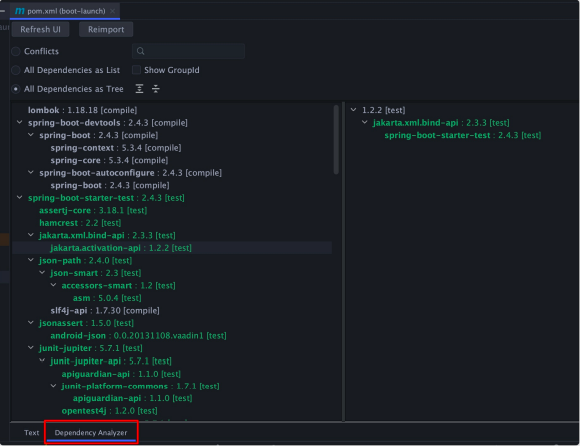 m pom.xml (boot-launch) ×
Refresh UI Reimport
Conflicts
All Dependencies as List Show GroupId
All Dependencies as Tree
lombok : 1.18.18 [compile]
spring-boot-devtools : 2.4.3 [compile]
spring-boot : 2.4.3 [compile]
spring-context : 5.3.4 [compile]
spring-core : 5.3.4 [compile]
spring-boot-autoconfigure : 2.4.3 [compile]
spring-boot : 2.4.3 [compile]
spring-boot-starter-test : 2.4.3 [test]
assertj-core : 3.18.1 [test]
hamcrest : 2.2 [test]
jakarta.xml.bind-api : 2.3.3 [test]
jakarta.activation-api : 1.2.2 [test]
json-path : 2.4.0 [test]
json-smart : 2.3 [test]
accessors-smart : 1.2 [test]
asm : 5.0.4 [test]
slf4j-api : 1.7.30 [compile]
jsonassert : 1.5.0 [test]
android-json : 0.0.20131108.vaadin1 [test]
junit-jupiter : 5.7.1 [test]
junit-jupiter-api : 5.7.1 [test]
apiguardian-api : 1.1.0 [test]
junit-platform-commons : 1.7.1 [test]
apiguardian-api : 1.1.0 [test]
opentest4j : 1.2.0 [test]
1.2.2 [test]
jakarta.xml.bind-api : 2.3.3 [test]
spring-boot-starter-test : 2.4.3 [test]
Text Dependency Analyzer